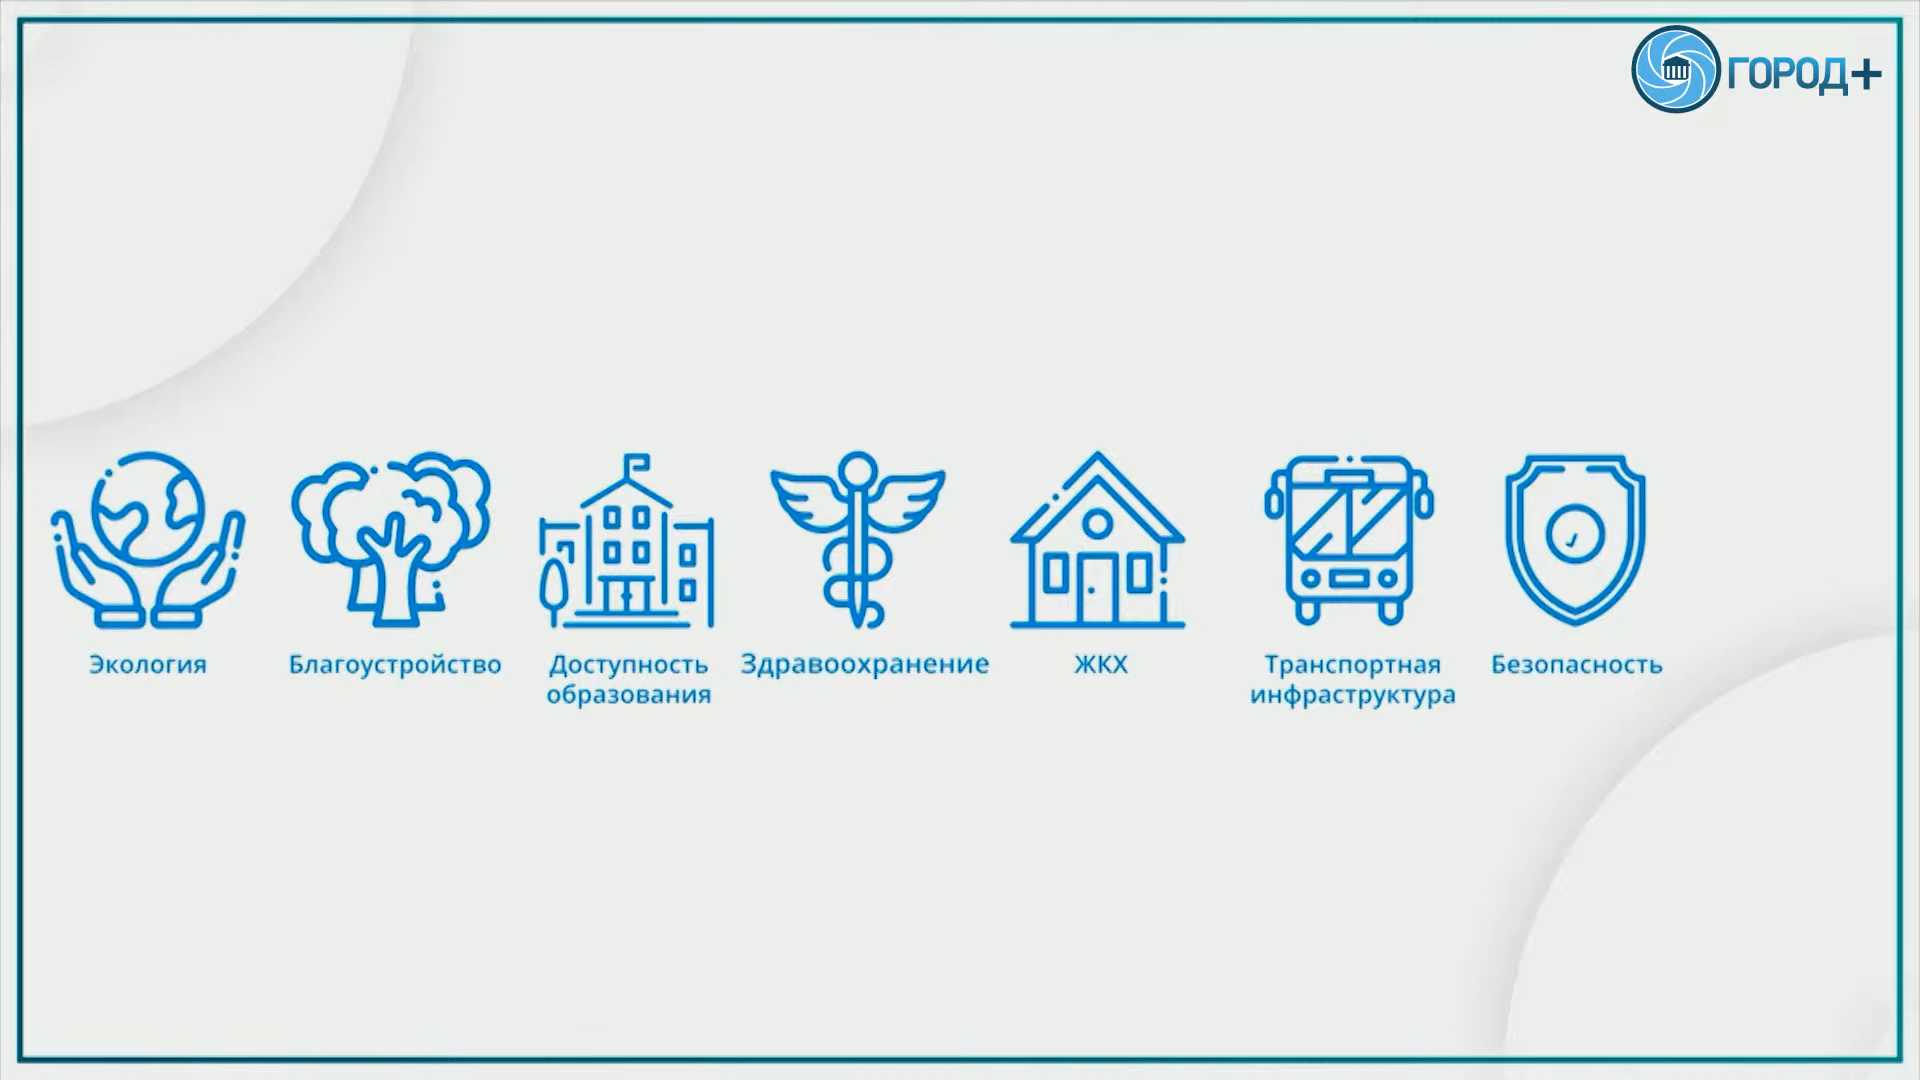 ГОРОД+
Экология
Благоустройство
Доступность
образования
Здравоохранение
ЖКХ
Транспортная
инфраструктура
Безопасность